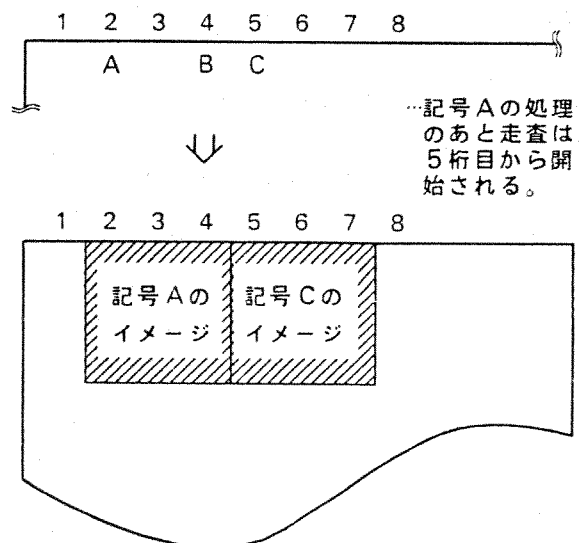 1 2 3 4 5 6 7 8
A B C
…記号Aの処理
のあと走査は
5桁目から開
始される。
1 2 3 4 5 6 7 8
記号Aの 記号Cの
イメージ イメージ